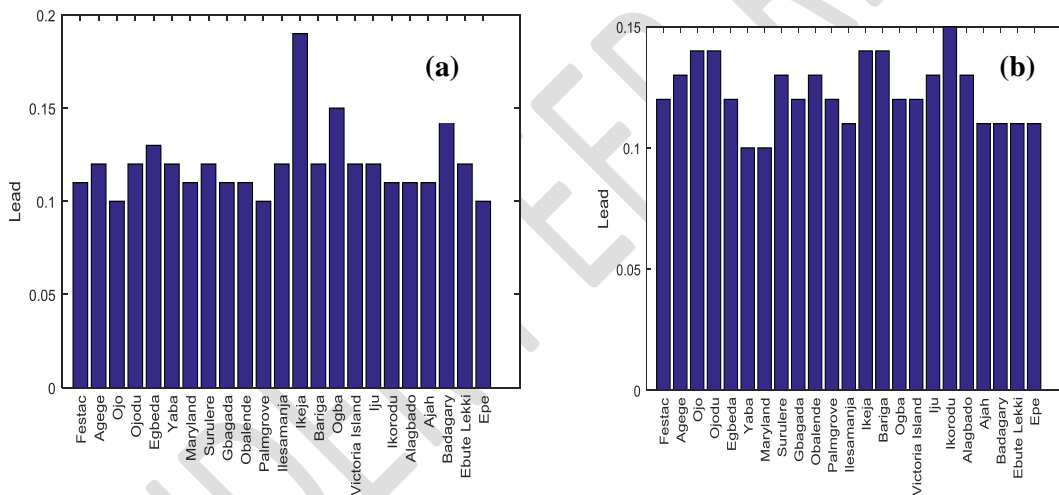 (a)
0.2
0.15
0.1
0.05
0
Lead
Festac
Agege
Ojo
Ojodu
Egbeda
Yaba
Maryland
Surulere
Gbagada
Obalende
Palmgrove
Ilesamanja
Ikeja
Bariga
Ogba
Victoria Island
Iju
Ikorodu
Alagbado
Ajah
Badagary
Ebute Lekki
Epe
(b)
0.15
0.1
0.05
0
Lead
Festac
Agege
Ojo
Ojodu
Egbeda
Yaba
Maryland
Surulere
Gbagada
Obalende
Palmgrove
Ilesamanja
Ikeja
Bariga
Ogba
Victoria Island
Iju
Ikorodu
Alagbado
Ajah
Badagary
Ebute Lekki
Epe